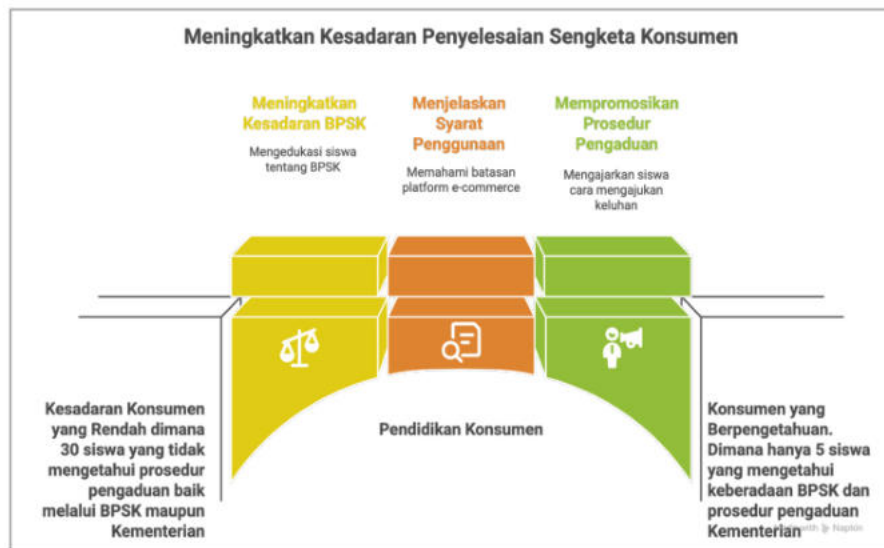 Meningkatkan Kesadaran Penyelesaian Sengketa Konsumen
Meningkatkan
Kesadaran BPSK
Mengedukasi siswa
tentang BPSK
Menjelaskan
Syarat
Penggunaan
Memahami batasan
platform e-commerce
Mempromosikan
Prosedur
Pengaduan
Mengajarkan siswa
cara mengajukan
keluhan
Kesadaran Konsumen
yang Rendah dimana
30 siswa yang tidak
mengetahui prosedur
pengaduan baik
melalui BPSK maupun
Kementerian
Pendidikan Konsumen
Konsumen yang
Berpengetahuan.
Dimana hanya 5 siswa
yang mengetahui
keberadaan BPSK dan
prosedur pengaduan
Kementerian
Napkin